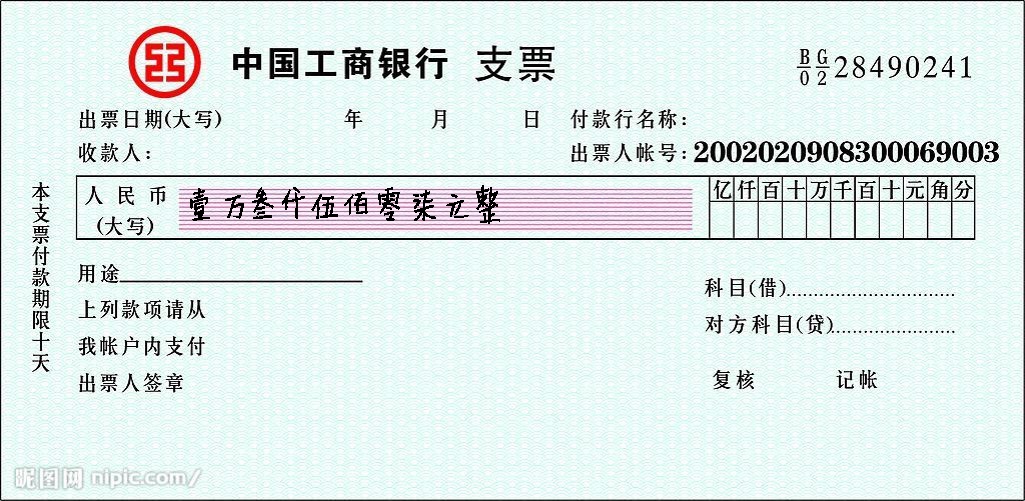 中国工商银行 支票 BG/02 28490241
出票日期(大写) 年 月 日 付款行名称：
收款人： 出票人帐号：2002020908300069003
本支票付款期限十天
人民币(大写) 壹万叁仟伍佰零柒元整 亿仟百十万千百十元角分
用途
科目(借)
上列款项请从
对方科目(贷)
我帐户内支付
出票人签章
复核 记帐
昵图网 nipic.com/